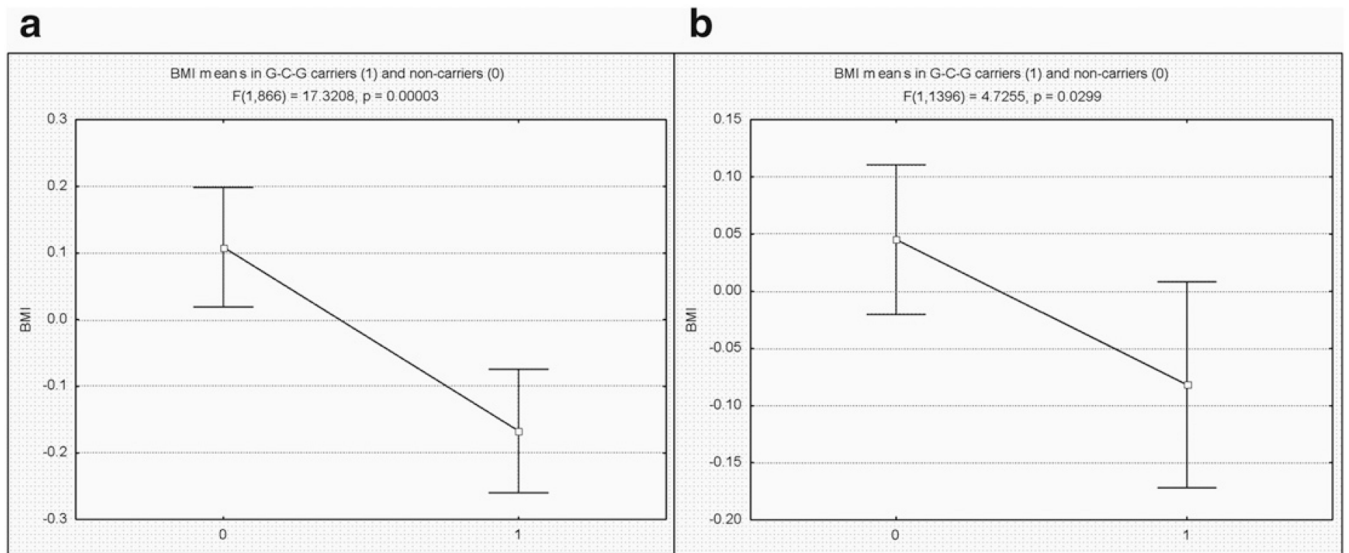 a
BMI means in G-C-G carriers (1) and non-carriers (0)
F(1,866) = 17.3208, p = 0.00003
0.3
0.2
0.1
0.0
-0.1
-0.2
-0.3
BMI
0 1
b
BMI means in G-C-G carriers (1) and non-carriers (0)
F(1,1396) = 4.7255, p = 0.0299
0.15
0.10
0.05
0.00
-0.05
-0.10
-0.15
-0.20
BMI
0 1